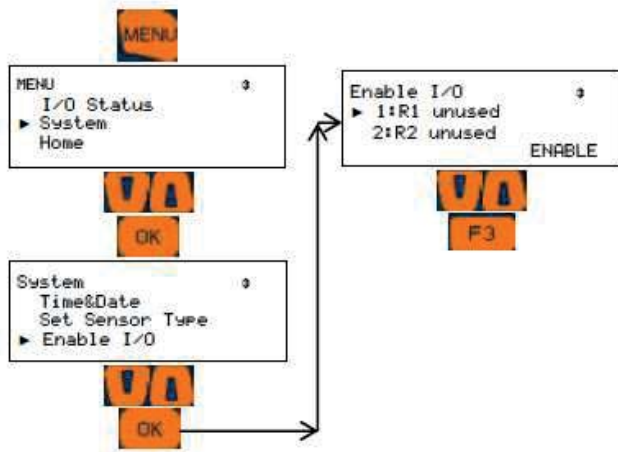 MENU
MENU
I/O Status
► System
Home
OK
System
Time&Date
Set Sensor Type
► Enable I/O
OK
Enable I/O
► 1:R1 unused
2:R2 unused
ENABLE
F3